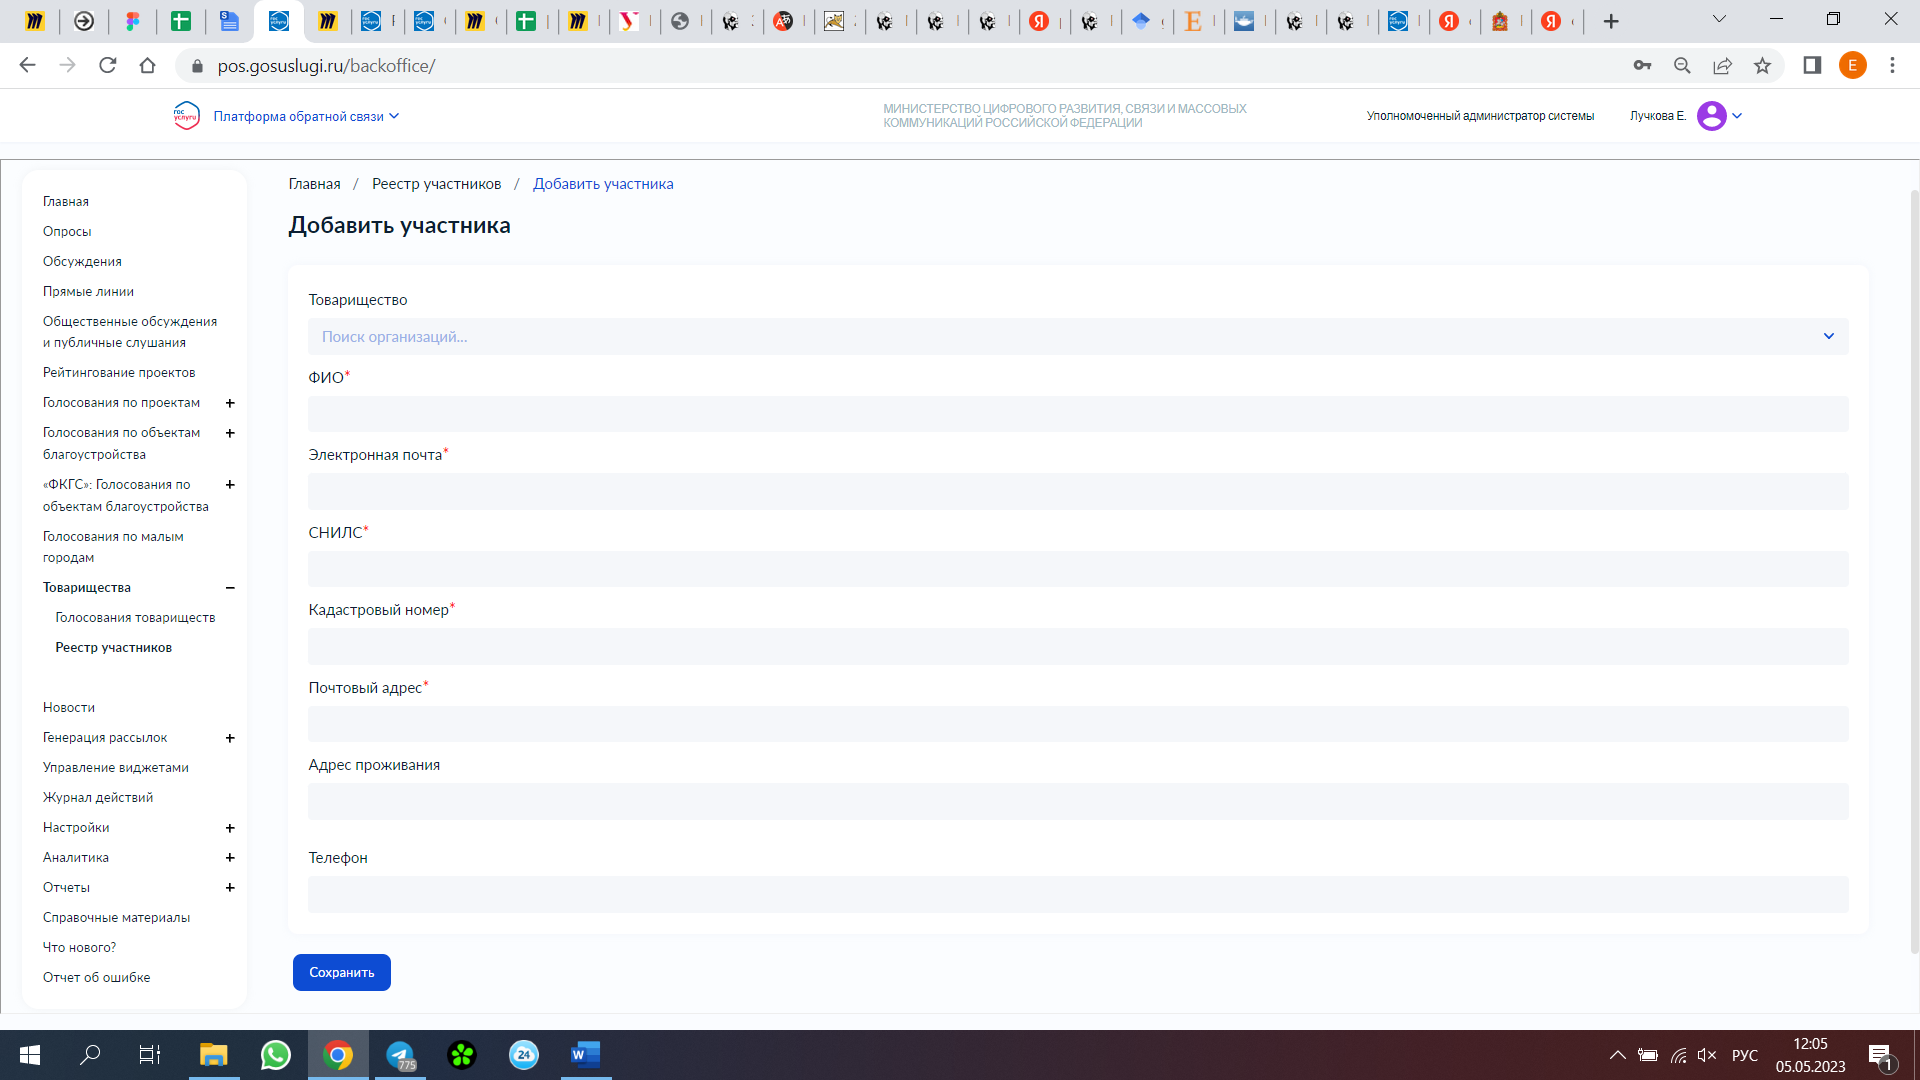 pos.gosuslugi.ru/backoffice/
E
гос
услуги
Платформа обратной связи
МИНИСТЕРСТВО ЦИФРОВОГО РАЗВИТИЯ, СВЯЗИ И МАССОВЫХ
КОММУНИКАЦИЙ РОССИЙСКОЙ ФЕДЕРАЦИИ
Уполномоченный администратор системы
Лучкова Е.
Главная
Опросы
Обсуждения
Прямые линии
Общественные обсуждения
и публичные слушания
Рейтингование проектов
Голосования по проектам +
Голосования по объектам +
благоустройства
«ФКГС»: Голосования по +
объектам благоустройства
Голосования по малым
городам
Товарищества −
Голосования товариществ
Реестр участников
Новости
Генерация рассылок +
Управление виджетами
Журнал действий
Настройки +
Аналитика +
Отчеты +
Справочные материалы
Что нового?
Отчет об ошибке
Главная / Реестр участников / Добавить участника
Добавить участника
Товарищество
Поиск организаций...
ФИО*
Электронная почта*
СНИЛС*
Кадастровый номер*
Почтовый адрес*
Адрес проживания
Телефон
Сохранить
775
24
W
РУС
12:05
05.05.2023
1